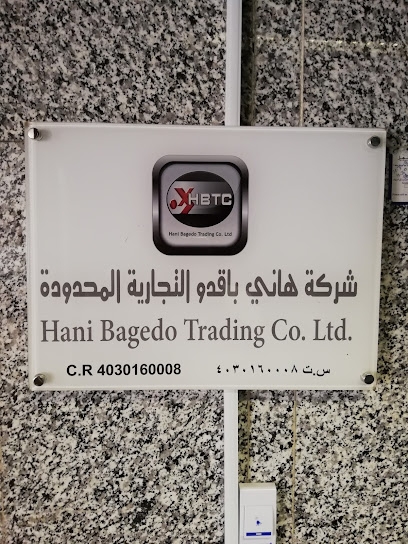 HBTC
Hani Bagedo Trading Co. Ltd
شركة هاني باقدو التجارية المحدودة
Hani Bagedo Trading Co. Ltd.
C.R 4030160008
س.ت ٤٠٣٠١٦٠٠٠٨